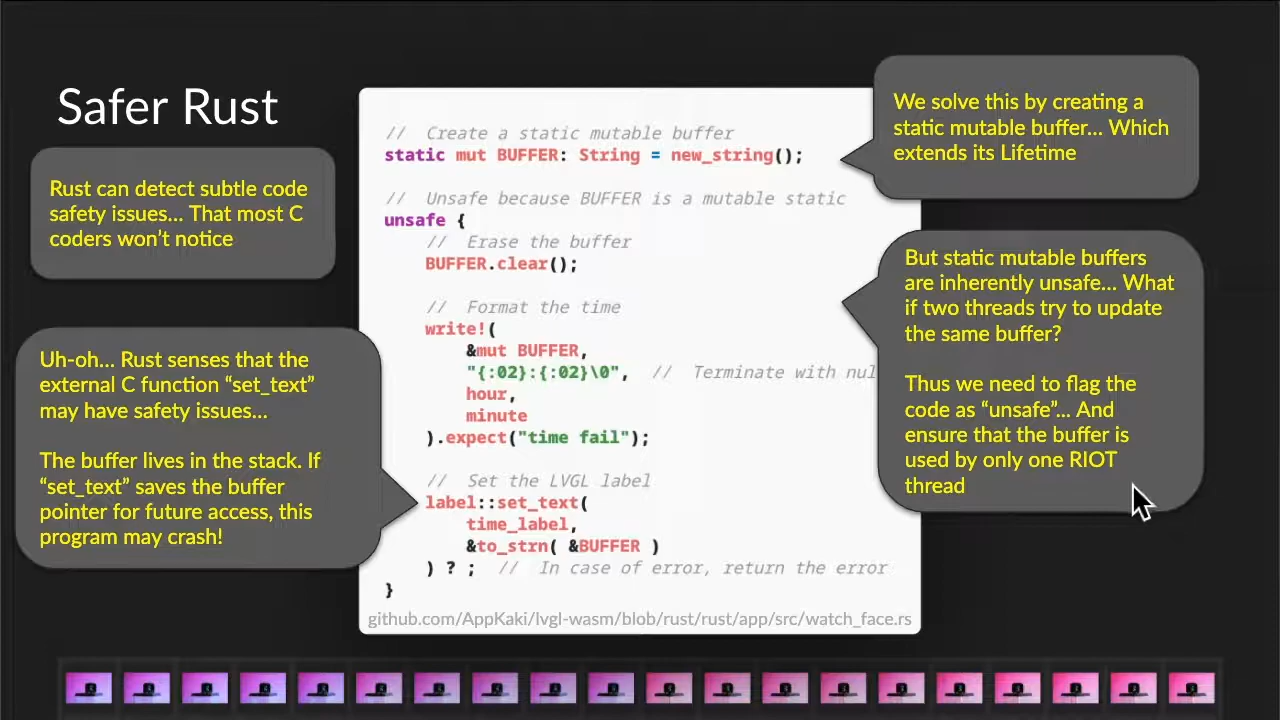 Safer Rust
Rust can detect subtle code
safety issues... That most C
coders won't notice
Uh-oh... Rust senses that the
external C function “set_text”
may have safety issues...
The buffer lives in the stack. If
“set_text” saves the buffer
pointer for future access, this
program may crash!
// Create a static mutable buffer
static mut BUFFER: String = new_string();
// Unsafe because BUFFER is a mutable static
unsafe {
// Erase the buffer
BUFFER.clear();
// Format the time
write!(
&mut BUFFER,
"{:02}:{:02}\0", // Terminate with nul
hour,
minute
).expect("time fail");
// Set the LVGL label
label::set_text(
time_label,
&to_strn( &BUFFER )
) ? ; // In case of error, return the error
}
github.com/AppKaki/lvgl-wasm/blob/rust/rust/app/src/watch_face.rs
We solve this by creating a
static mutable buffer... Which
extends its Lifetime
But static mutable buffers
are inherently unsafe... What
if two threads try to update
the same buffer?
Thus we need to flag the
code as “unsafe”... And
ensure that the buffer is
used by only one RIOT
thread